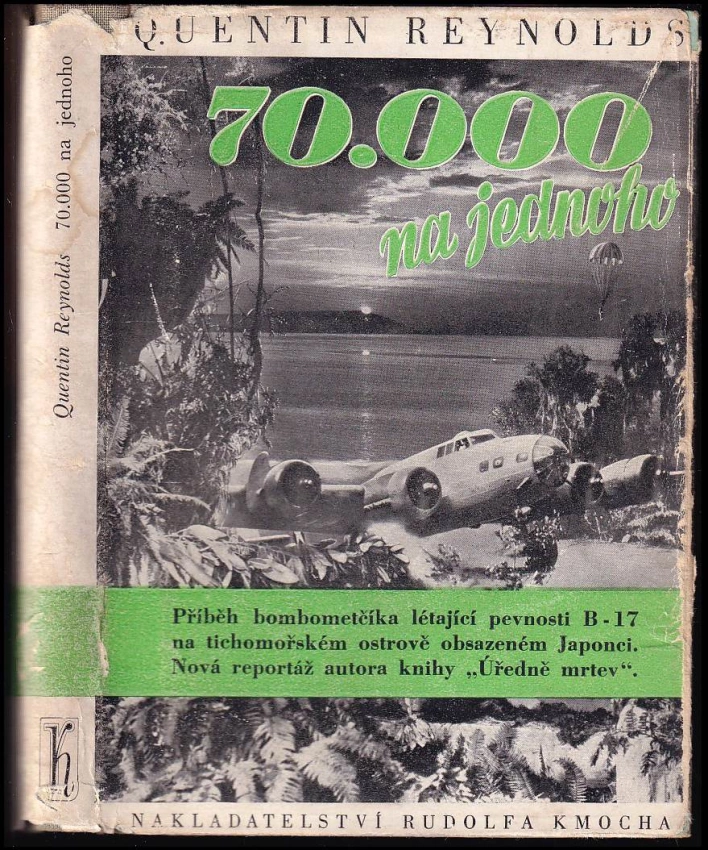 QUENTIN REYNOLDS
70.000
na jednoho
Příběh bombometčíka létající pevnosti B-17
na tichomořském ostrově obsazeném Japonci.
Nová reportáž autora knihy „Úředně mrtev“.
NAKLADATELSTVÍ RUDOLFA KMOCHA
Quentin Reynolds 70.000 na jednoho